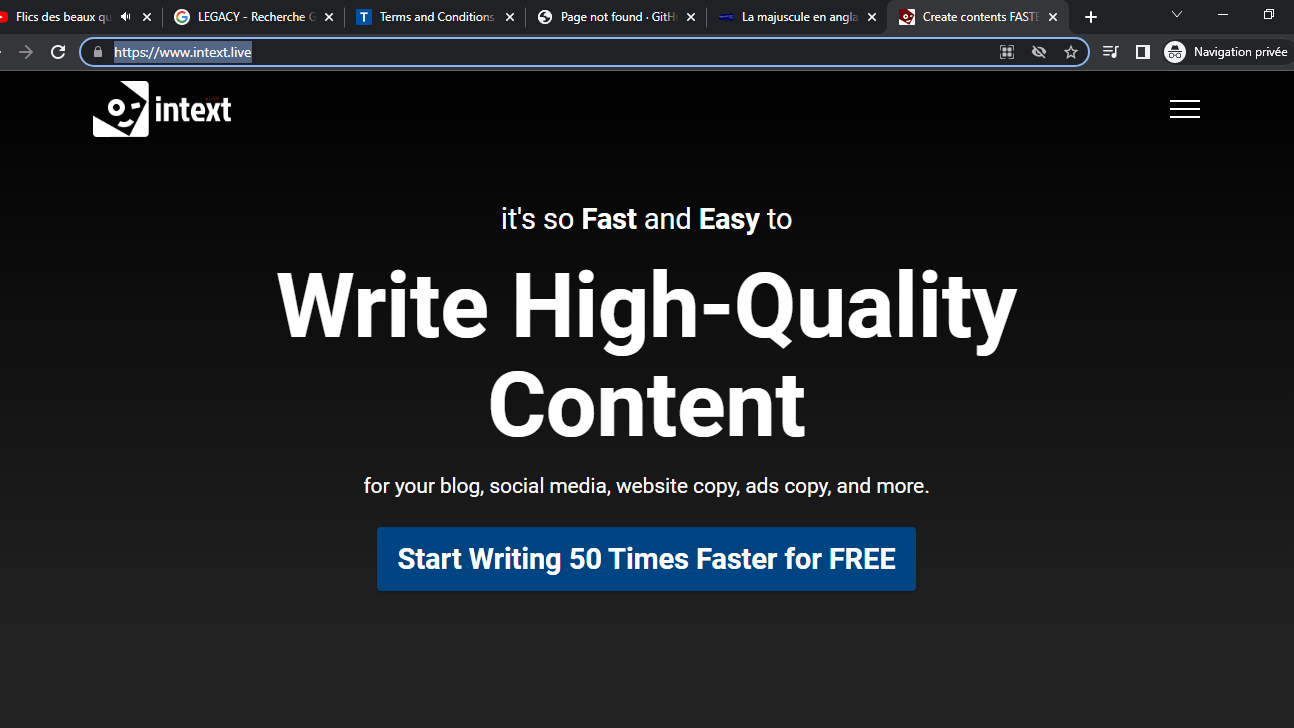 Flics des beaux qu
LEGACY - Recherche G
Terms and Conditions
Page not found · GitH
La majuscule en angla
Create contents FASTE
https://www.intext.live
Navigation privée
intext
it's so Fast and Easy to
Write High-Quality
Content
for your blog, social media, website copy, ads copy, and more.
Start Writing 50 Times Faster for FREE